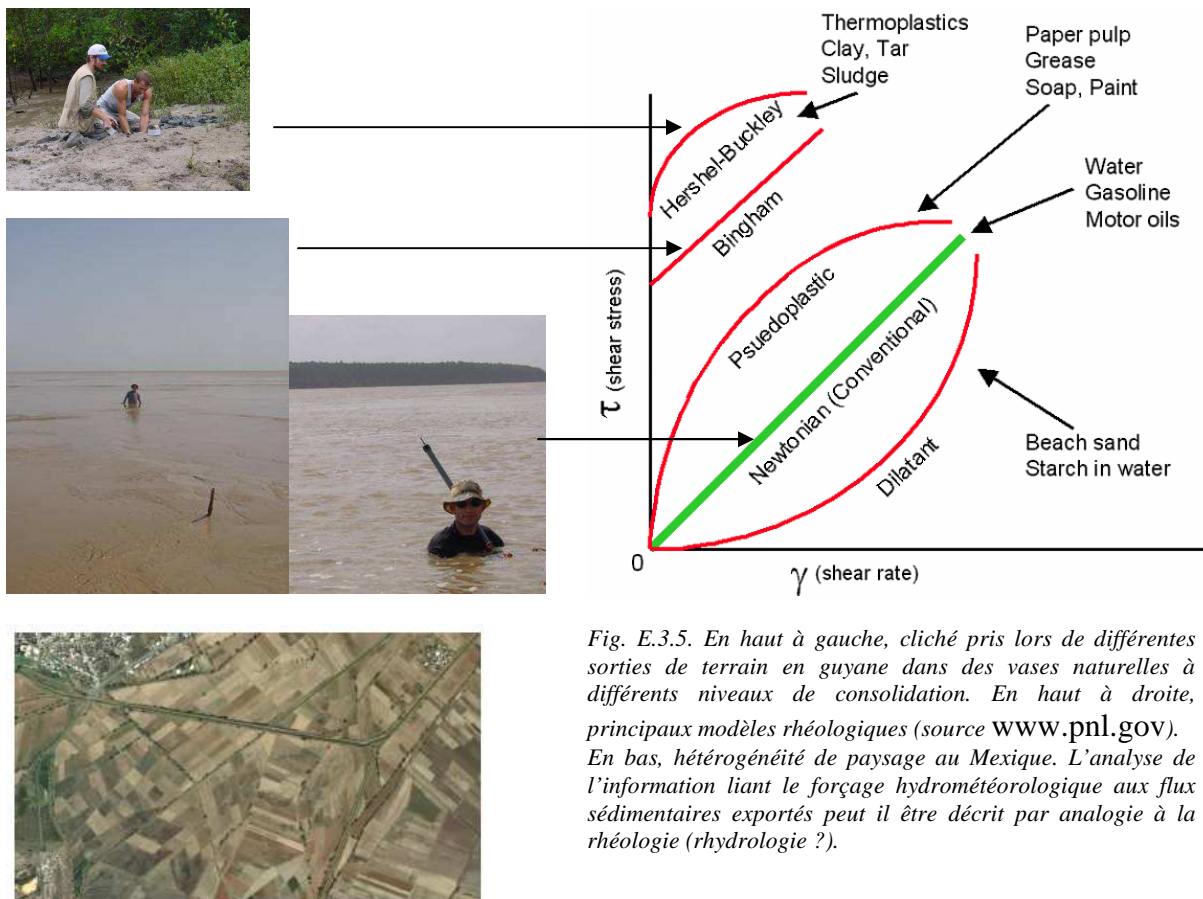 Thermoplastics
Clay, Tar
Sludge
Paper pulp
Grease
Soap, Paint
Water
Gasoline
Motor oils
Hershel-Buckley
Bingham
Psuedoplastic
Newtonian (Conventional)
Dilatant
Beach sand
Starch in water
τ (shear stress)
0
γ (shear rate)
Fig. E.3.5. En haut à gauche, cliché pris lors de différentes
sorties de terrain en guyane dans des vases naturelles à
différents niveaux de consolidation. En haut à droite,
principaux modèles rhéologiques (source www.pnl.gov).
En bas, hétérogénéité de paysage au Mexique. L'analyse de
l'information liant le forçage hydrométéorologique aux flux
sédimentaires exportés peut il être décrit par analogie à la
rhéologie (rhydrologie ?).